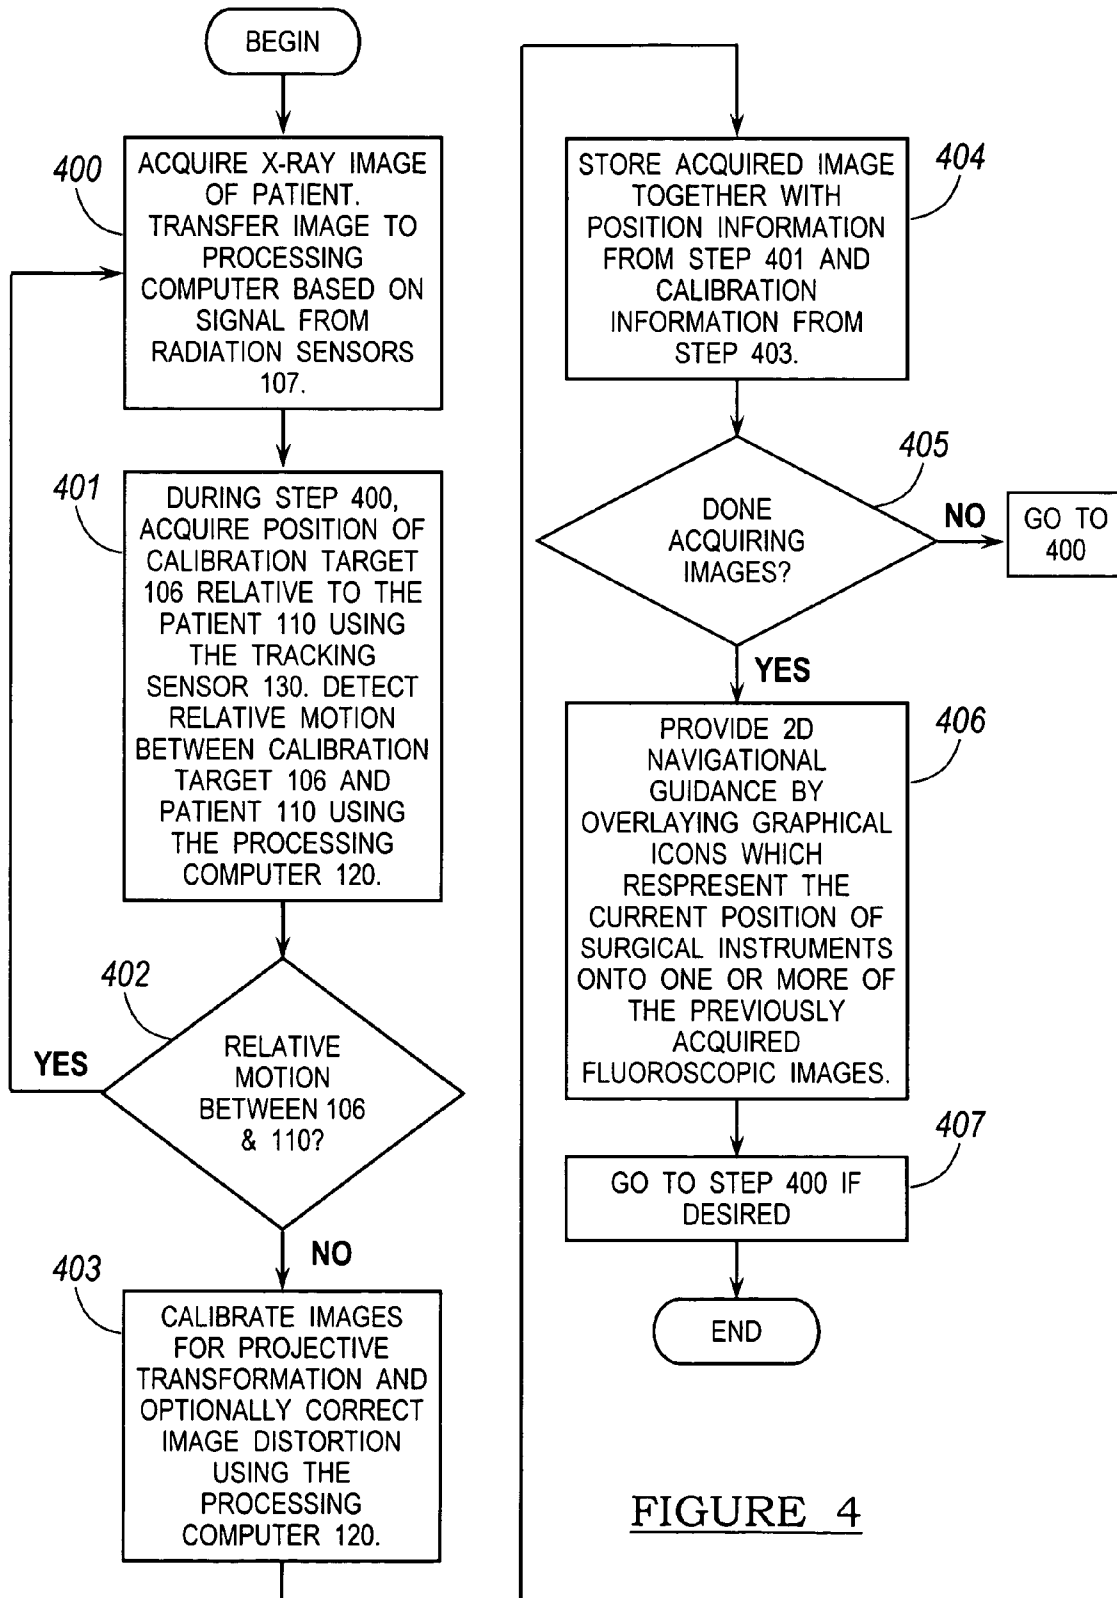 BEGIN
400
ACQUIRE X-RAY IMAGE
OF PATIENT.
TRANSFER IMAGE TO
PROCESSING
COMPUTER BASED ON
SIGNAL FROM
RADIATION SENSORS
107.
401
DURING STEP 400,
ACQUIRE POSITION OF
CALIBRATION TARGET
106 RELATIVE TO THE
PATIENT 110 USING
THE TRACKING
SENSOR 130. DETECT
RELATIVE MOTION
BETWEEN CALIBRATION
TARGET 106 AND
PATIENT 110 USING
THE PROCESSING
COMPUTER 120.
402
YES
RELATIVE
MOTION
BETWEEN 106
& 110?
NO
403
CALIBRATE IMAGES
FOR PROJECTIVE
TRANSFORMATION AND
OPTIONALLY CORRECT
IMAGE DISTORTION
USING THE
PROCESSING
COMPUTER 120.
404
STORE ACQUIRED IMAGE
TOGETHER WITH
POSITION INFORMATION
FROM STEP 401 AND
CALIBRATION
INFORMATION FROM
STEP 403.
405
DONE
ACQUIRING
IMAGES?
NO
GO TO
400
YES
406
PROVIDE 2D
NAVIGATIONAL
GUIDANCE BY
OVERLAYING GRAPHICAL
ICONS WHICH
RESPRESENT THE
CURRENT POSITION OF
SURGICAL INSTRUMENTS
ONTO ONE OR MORE OF
THE PREVIOUSLY
ACQUIRED
FLUOROSCOPIC IMAGES.
407
GO TO STEP 400 IF
DESIRED
END
FIGURE 4